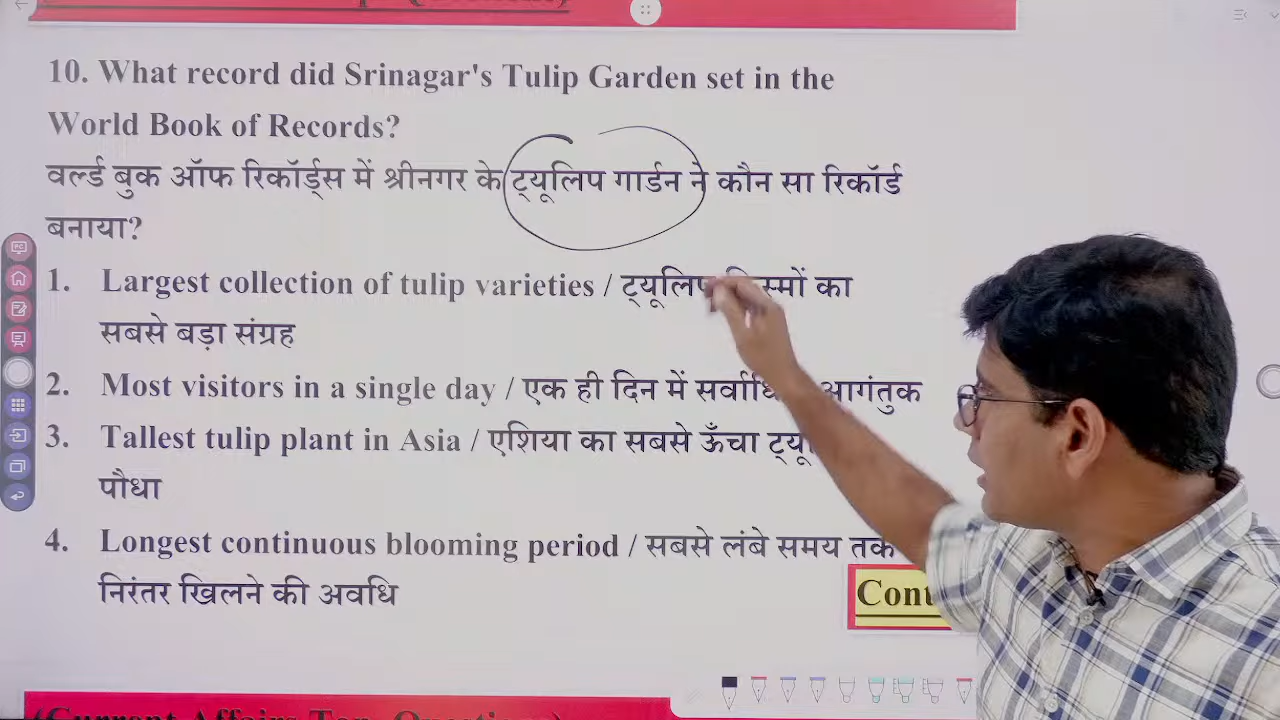 10. What record did Srinagar's Tulip Garden set in the
World Book of Records?
वर्ल्ड बुक ऑफ रिकॉर्ड्स में श्रीनगर के ट्यूलिप गार्डन ने कौन सा रिकॉर्ड
बनाया?
1. Largest collection of tulip varieties / ट्यूलिप का
सबसे बड़ा संग्रह
2. Most visitors in a single day / एक ही दिन में आगंतुक
3. Tallest tulip plant in Asia / एशिया का सबसे ऊँचा
पौधा
4. Longest continuous blooming period / सबसे लंबे समय तक
निरंतर खिलने की अवधि